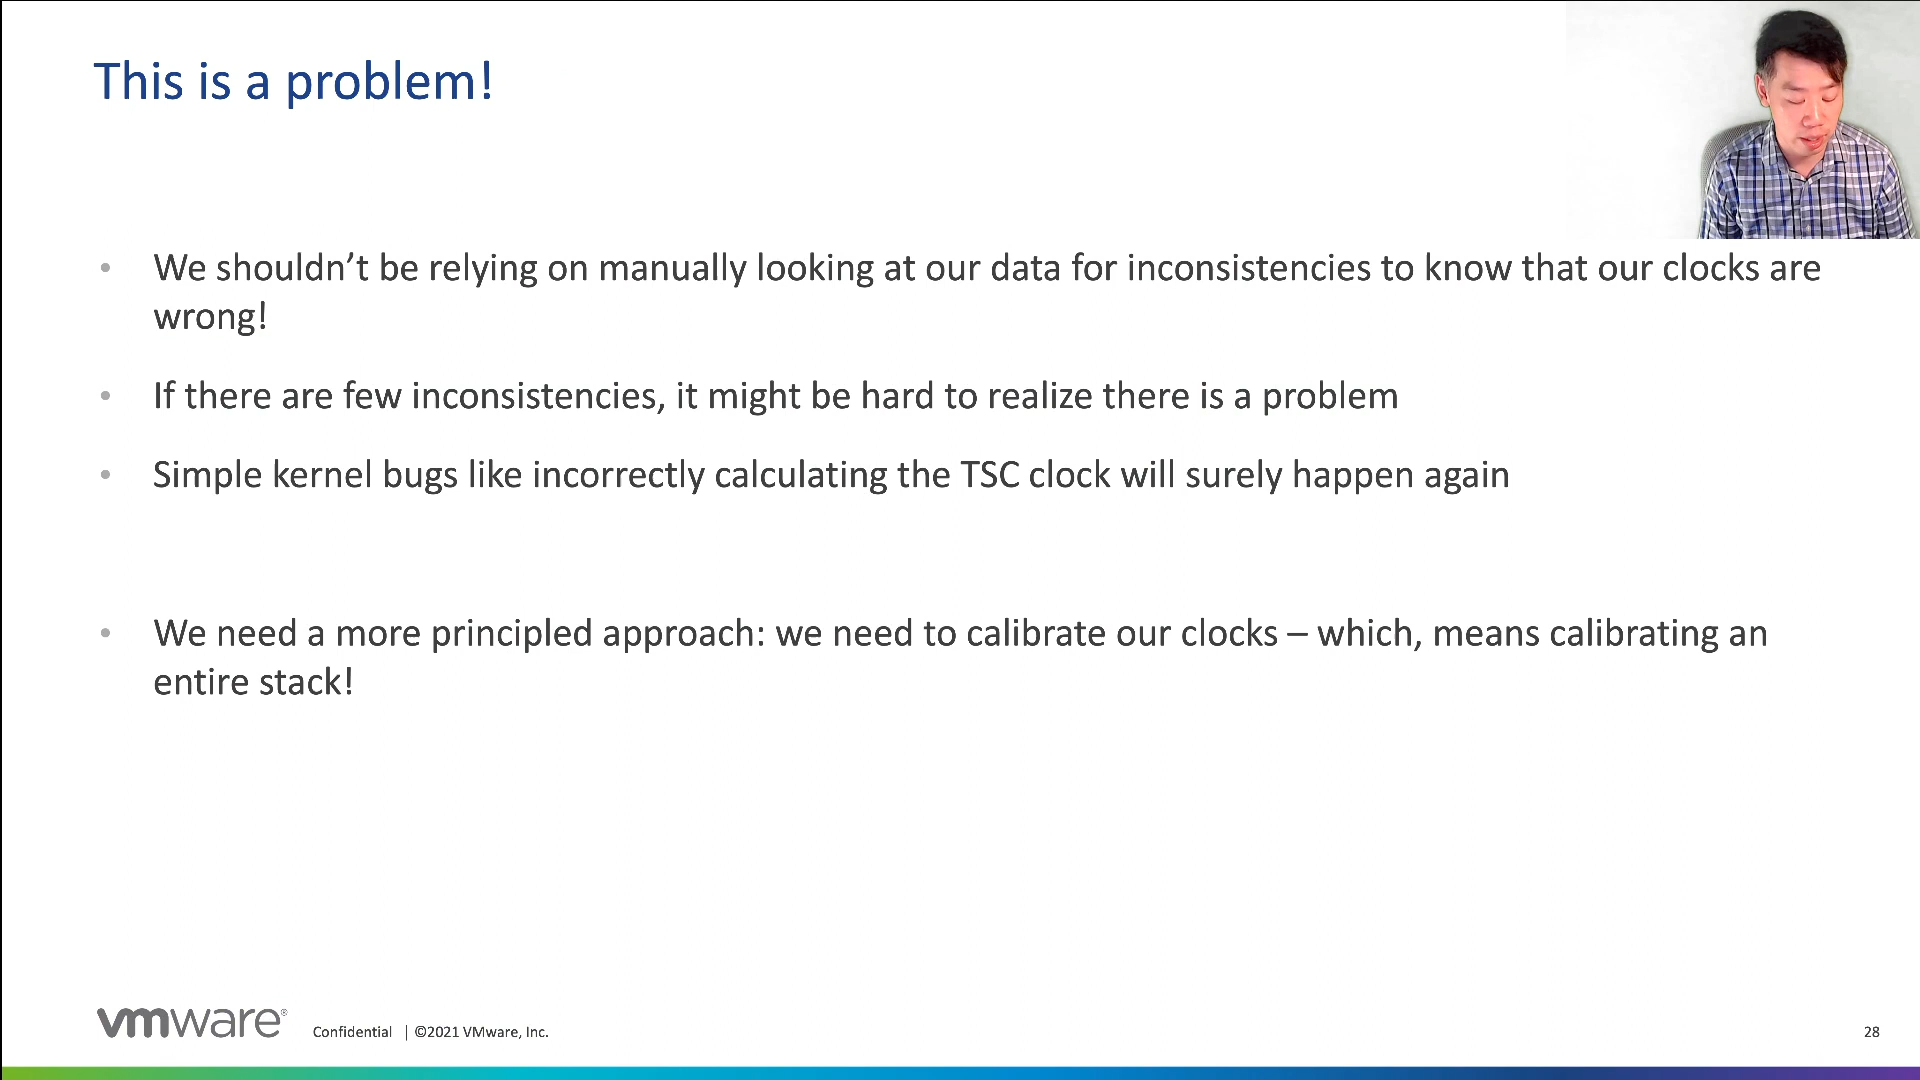 This is a problem!
• We shouldn’t be relying on manually looking at our data for inconsistencies to know that our clocks are
wrong!
• If there are few inconsistencies, it might be hard to realize there is a problem
• Simple kernel bugs like incorrectly calculating the TSC clock will surely happen again
• We need a more principled approach: we need to calibrate our clocks – which, means calibrating an
entire stack!
vmware® Confidential | ©2021 VMware, Inc. 28